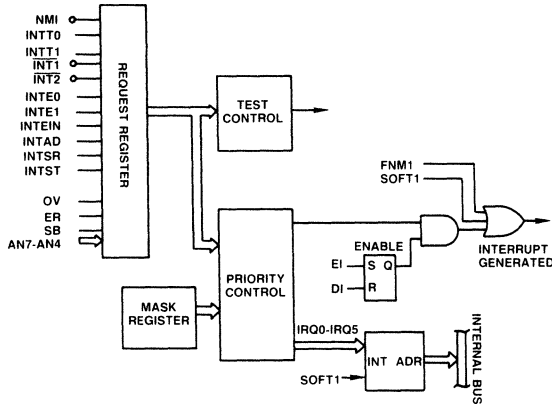 NMI
INTT0
INTT1
INT1
INT2
INTE0
INTE1
INTEIN
INTAD
INTSR
INTST
OV
ER
SB
AN7-AN4
REQUEST REGISTER
TEST
CONTROL
FNM1
SOFT1
INTERRUPT
GENERATED
ENABLE
EI
S Q
DI
R
PRIORITY
CONTROL
MASK
REGISTER
IRQ0-IRQ5
INT ADR
SOFT1
INTERNAL BUS